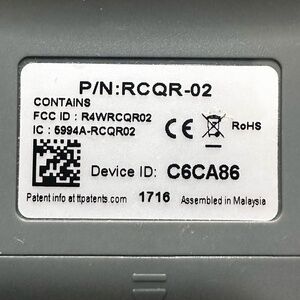 P/N:RCQR-02
CONTAINS
FCC ID : R4WRCQR02
IC : 5994A-RCQR02
CE RoHS
Device ID: C6CA86
Patent info at ttpatents.com 1716 Assembled in Malaysia